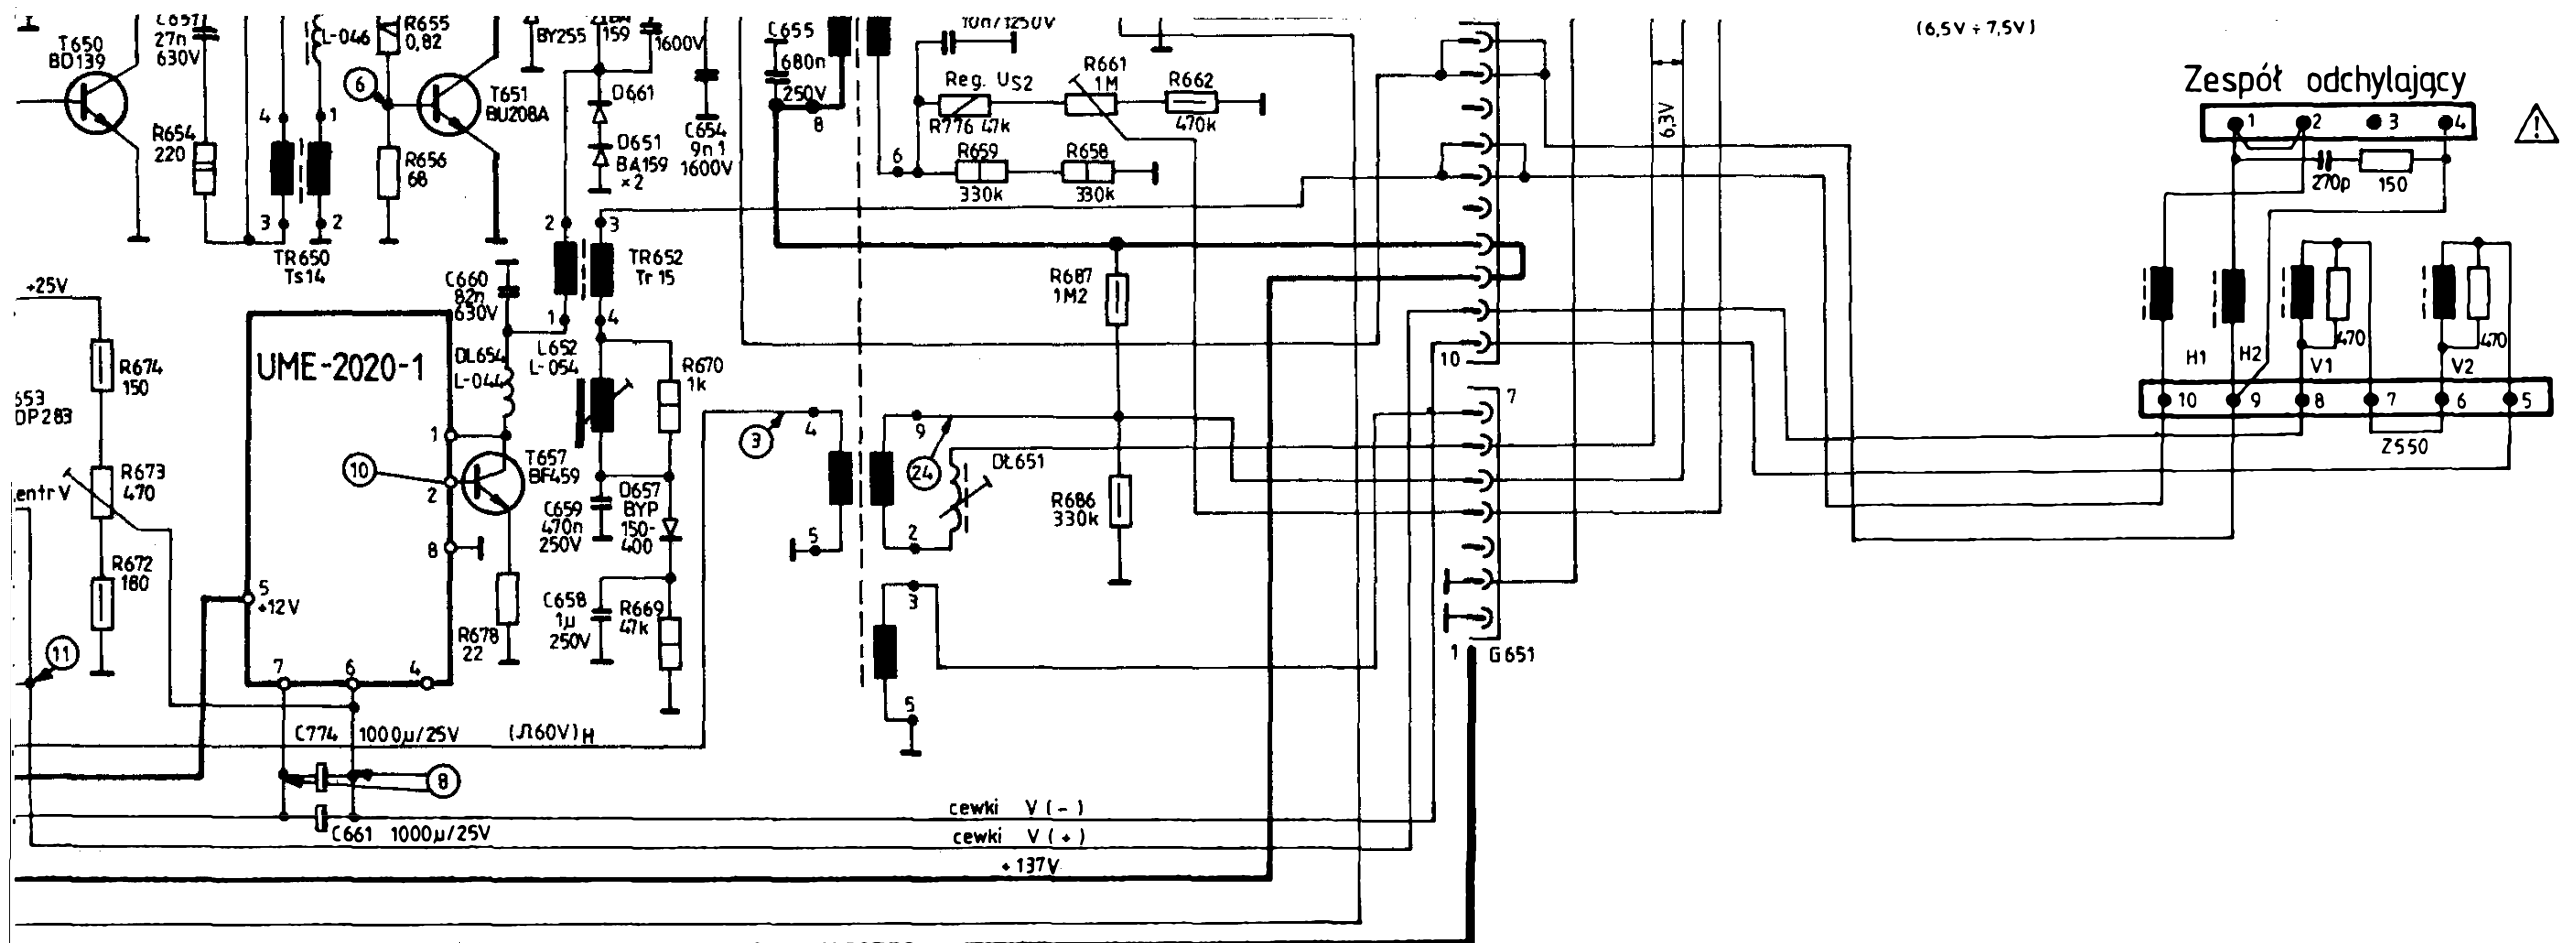 T650
BD139
C657
27n
630V
L-046
R655
0,82
6
T651
BU208A
BY255
BA
159
1600V
C655
680n
250V
8
10n/1250V
Reg. US2
R661
1M
R662
470k
R776 47k
(6,5V ÷ 7,5V)
Zespół odchylający
1
2
3
4
270p
150
6,3V
R654
220
4
1
3
2
TR650
Ts14
R656
68
D661
D651
BA159
×2
C654
9n1
1600V
6
R659
330k
R658
330k
2
3
TR652
Tr 15
1
4
C660
82n
630V
R687
1M2
+25V
R674
150
653
DP283
R673
470
entr V
R672
180
11
UME-2020-1
1
2
8
5
+12V
7
6
4
10
DŁ654
L-044
T657
BF459
R678
22
L652
L-054
R670
1k
C659
470n
250V
D657
BYP
150-
400
C658
1µ
250V
R669
47k
3
4
5
9
24
2
DŁ651
3
5
R686
330k
10
7
1
G651
H1
H2
V1
V2
470
470
10
9
8
7
6
5
Z550
C774 1000µ/25V
(⎍60V)H
8
C661 1000µ/25V
cewki V (-)
cewki V (+)
+137V